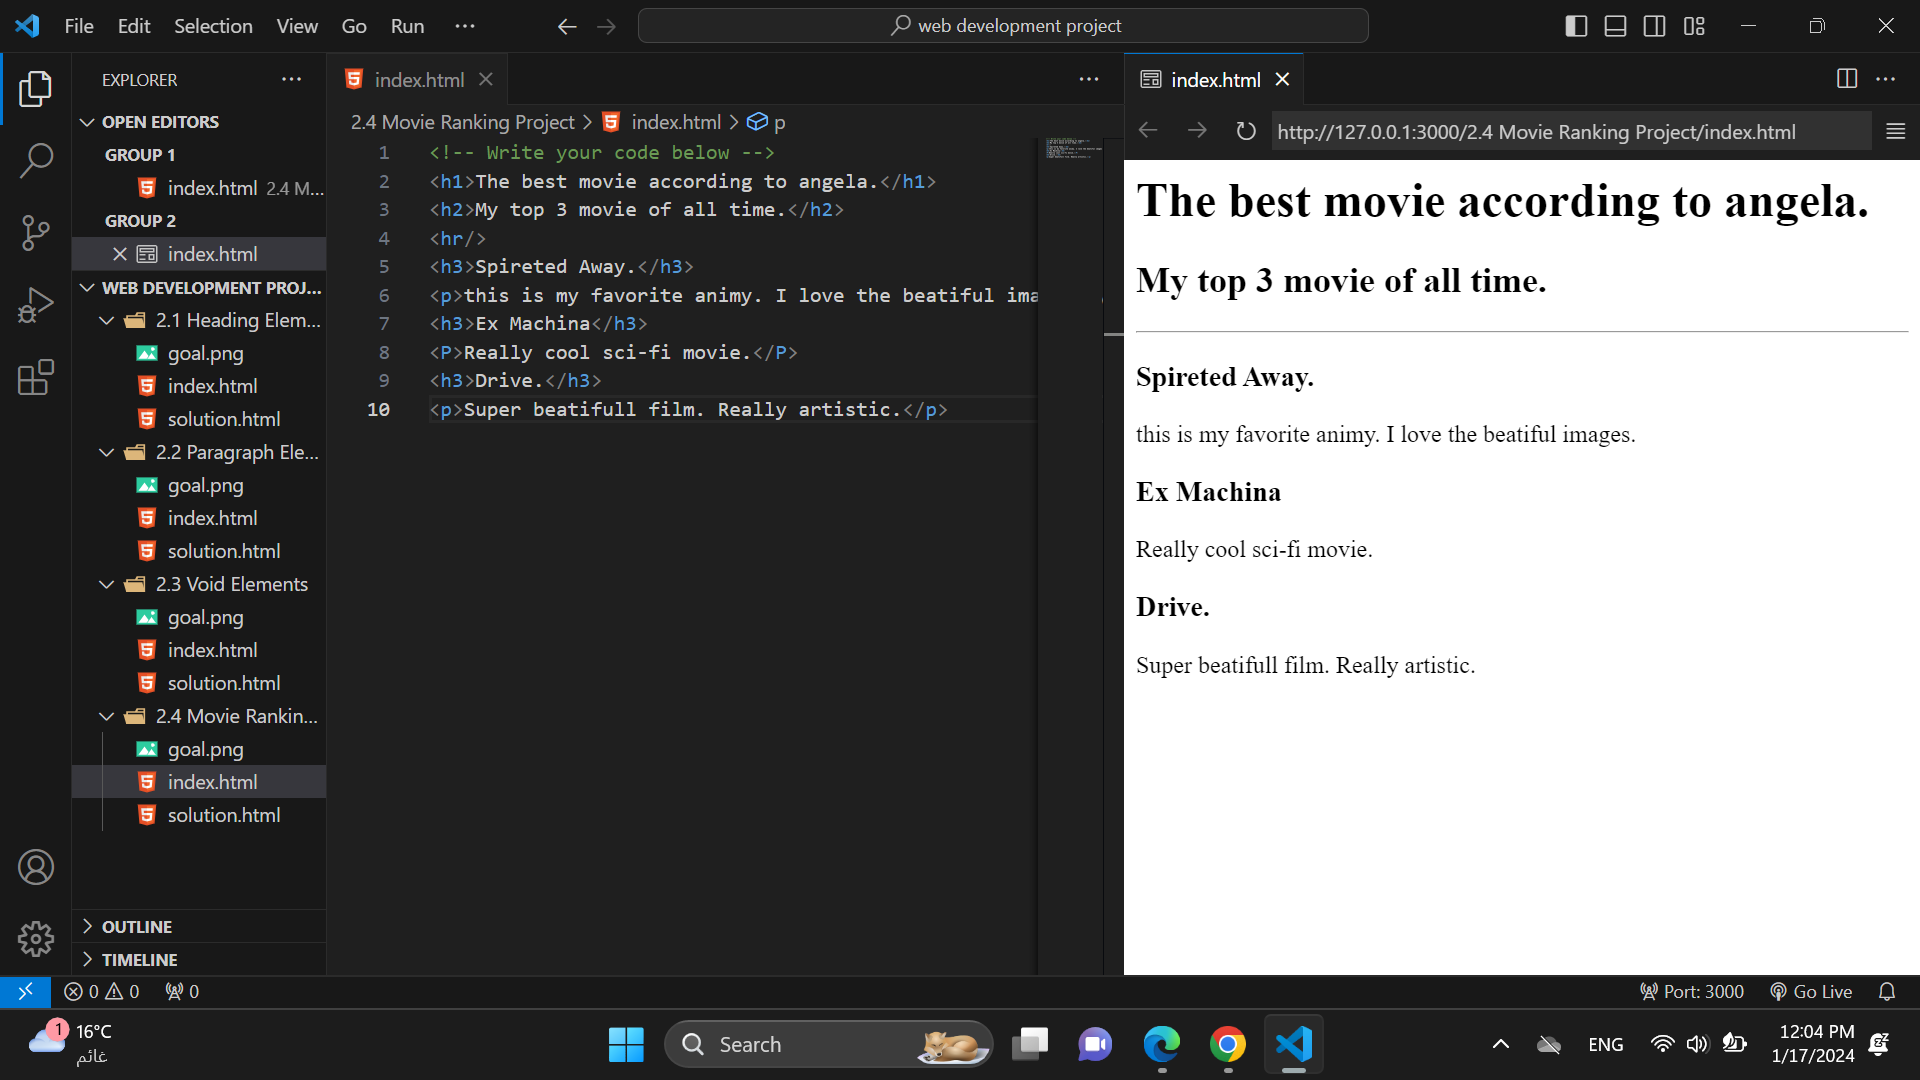 File Edit Selection View Go Run ···
web development project
EXPLORER
OPEN EDITORS
GROUP 1
index.html 2.4 M...
GROUP 2
index.html
WEB DEVELOPMENT PROJ...
2.1 Heading Elem...
goal.png
index.html
solution.html
2.2 Paragraph Ele...
goal.png
index.html
solution.html
2.3 Void Elements
goal.png
index.html
solution.html
2.4 Movie Rankin...
goal.png
index.html
solution.html
OUTLINE
TIMELINE
index.html
2.4 Movie Ranking Project > index.html > p
1 <!-- Write your code below -->
2 <h1>The best movie according to angela.</h1>
3 <h2>My top 3 movie of all time.</h2>
4 <hr/>
5 <h3>Spireted Away.</h3>
6 <p>this is my favorite animy. I love the beatiful ima
7 <h3>Ex Machina</h3>
8 <P>Really cool sci-fi movie.</P>
9 <h3>Drive.</h3>
10 <p>Super beatifull film. Really artistic.</p>
index.html
http://127.0.0.1:3000/2.4 Movie Ranking Project/index.html
The best movie according to angela.
My top 3 movie of all time.
Spireted Away.
this is my favorite animy. I love the beatiful images.
Ex Machina
Really cool sci-fi movie.
Drive.
Super beatifull film. Really artistic.
0 0 0
Port: 3000 Go Live
1
16°C
غائم
Search
ENG
12:04 PM
1/17/2024